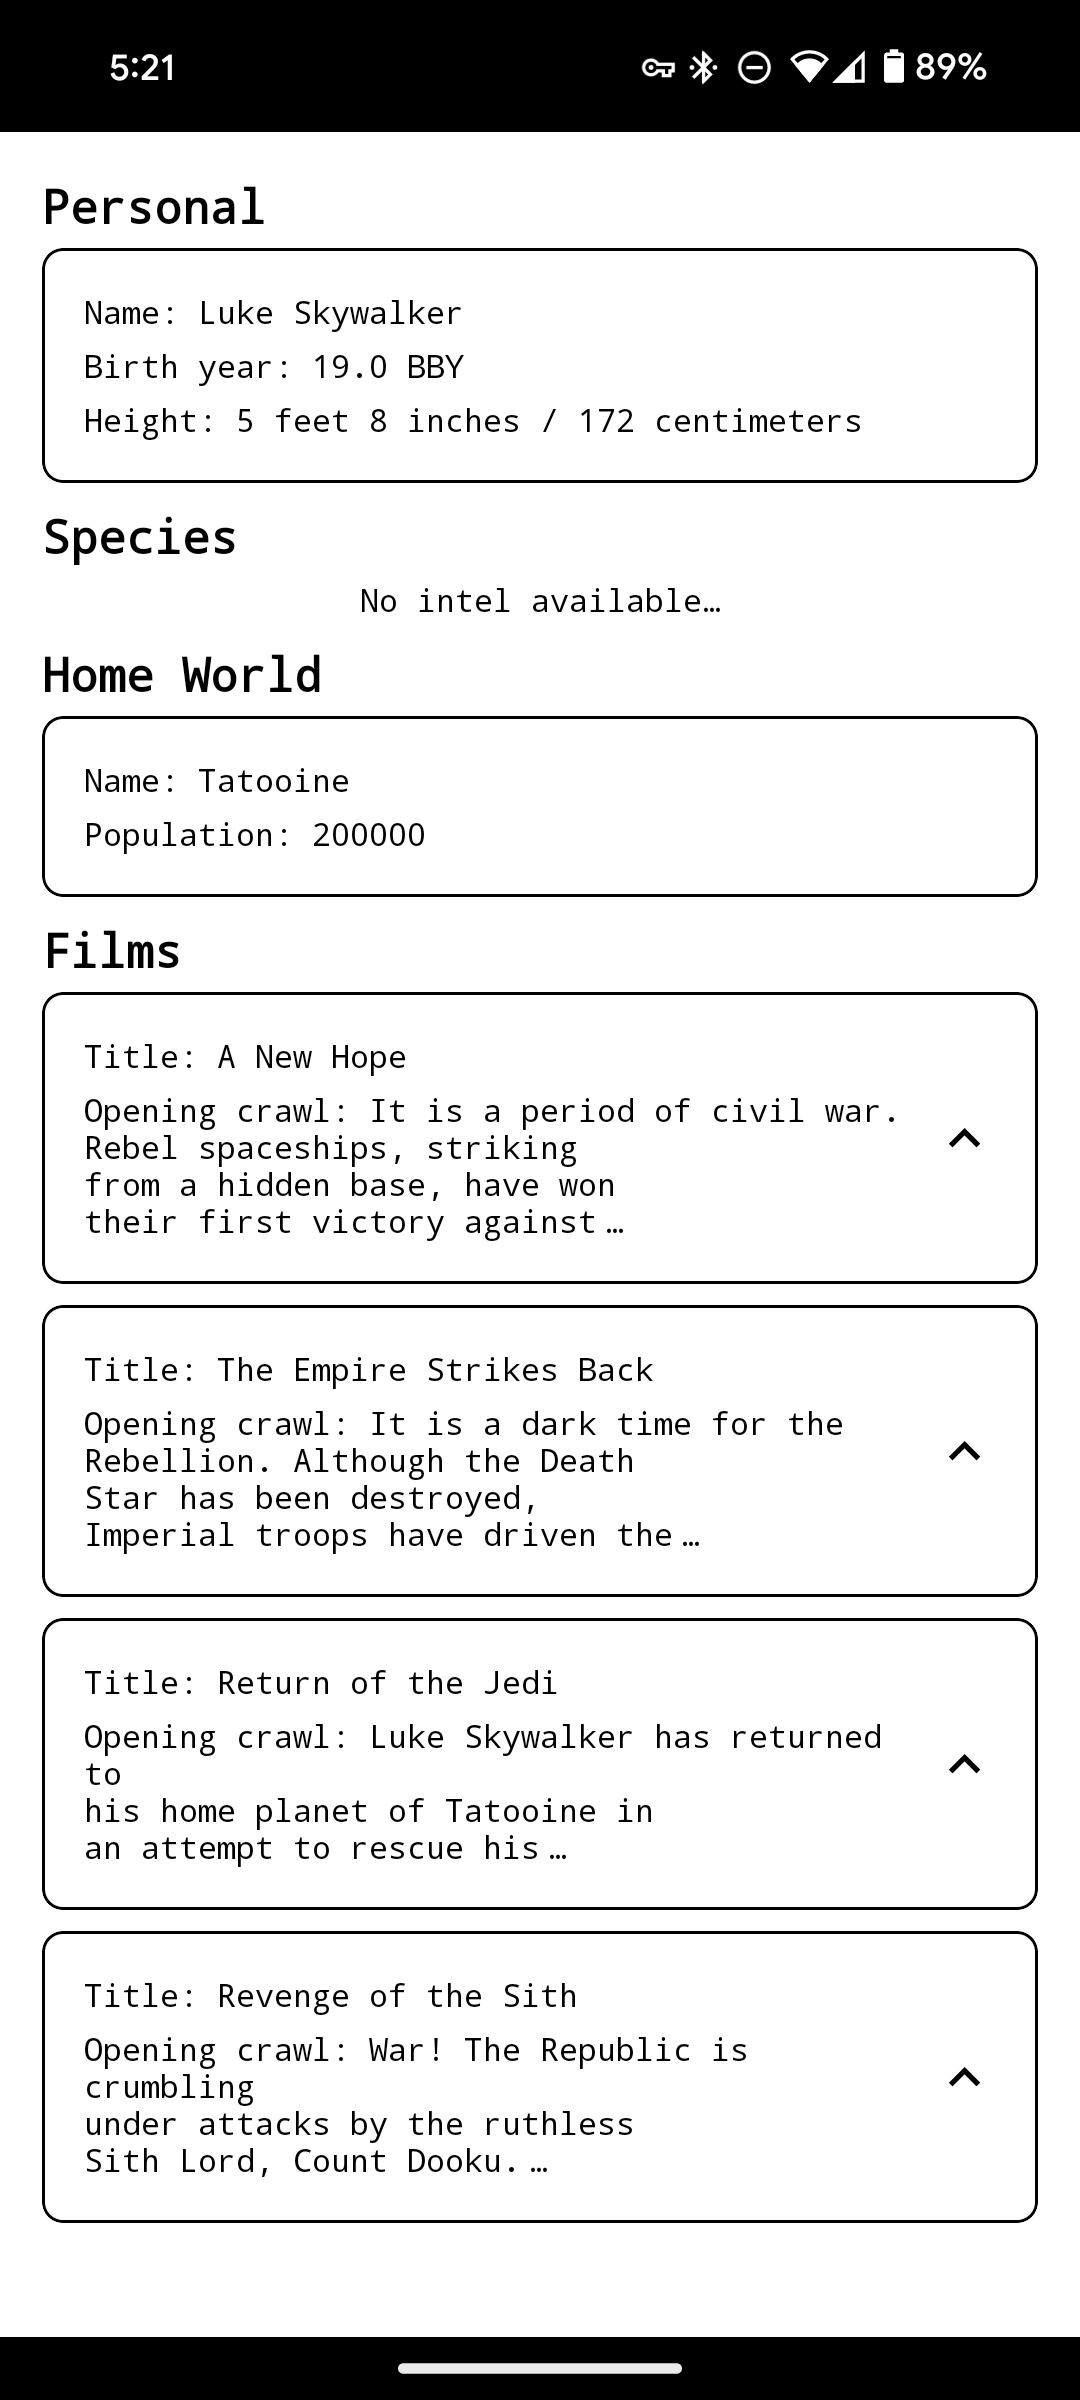 5:21
89%
Personal
Name: Luke Skywalker
Birth year: 19.0 BBY
Height: 5 feet 8 inches / 172 centimeters
Species
No intel available…
Home World
Name: Tatooine
Population: 200000
Films
Title: A New Hope
Opening crawl: It is a period of civil war.
Rebel spaceships, striking
from a hidden base, have won
their first victory against…
Title: The Empire Strikes Back
Opening crawl: It is a dark time for the
Rebellion. Although the Death
Star has been destroyed,
Imperial troops have driven the…
Title: Return of the Jedi
Opening crawl: Luke Skywalker has returned
to
his home planet of Tatooine in
an attempt to rescue his…
Title: Revenge of the Sith
Opening crawl: War! The Republic is
crumbling
under attacks by the ruthless
Sith Lord, Count Dooku.…